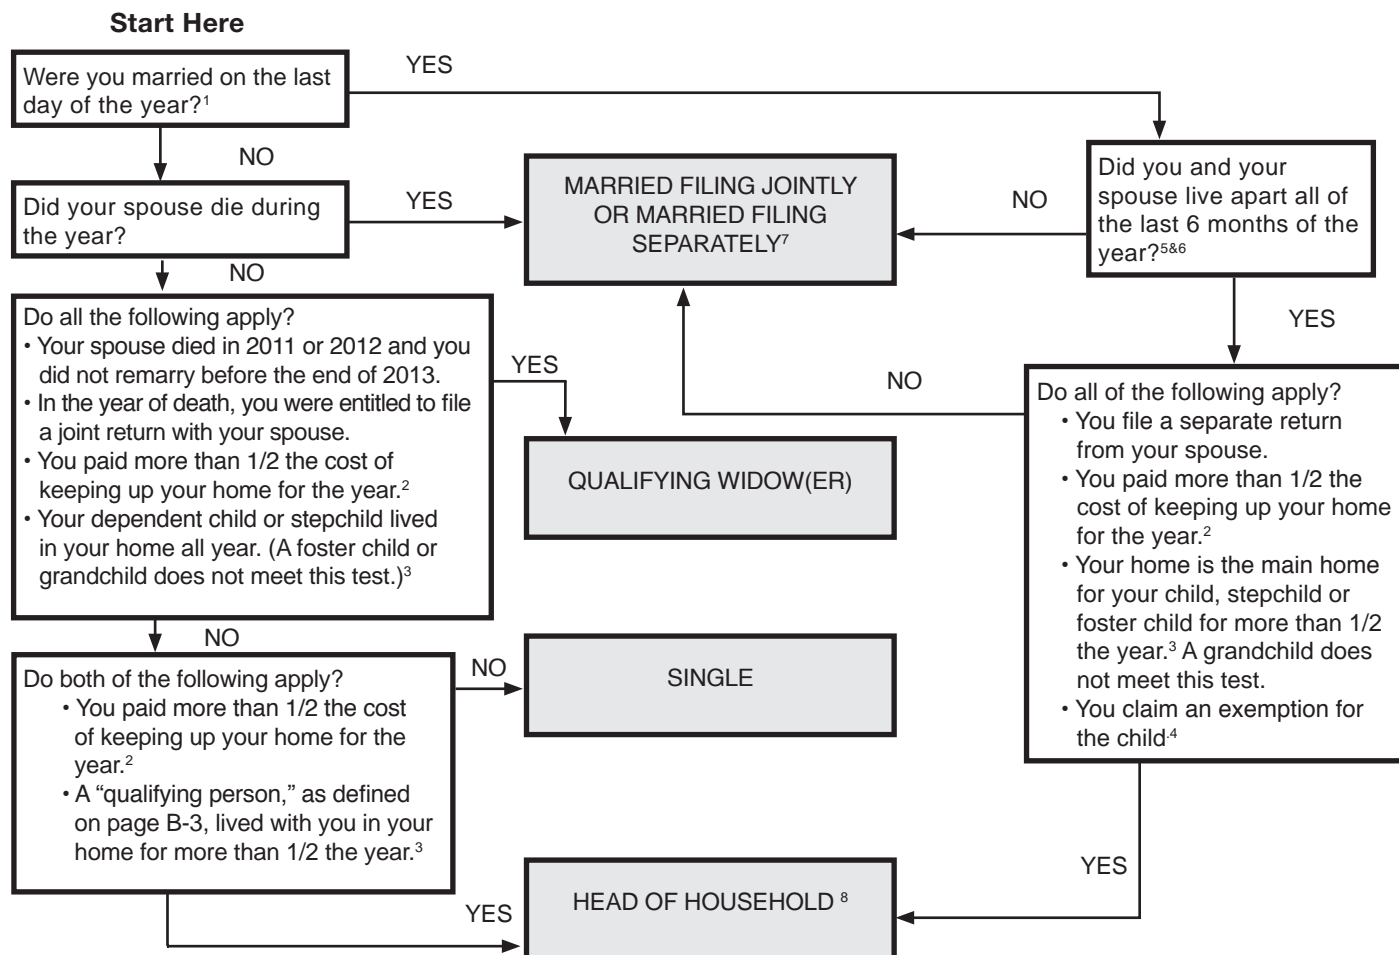 Start Here
Were you married on the last
day of the year?1
YES
NO
Did your spouse die during
the year?
YES
NO
MARRIED FILING JOINTLY
OR MARRIED FILING
SEPARATELY7
NO
Did you and your
spouse live apart all of
the last 6 months of the
year?5&6
YES
Do all the following apply?
• Your spouse died in 2011 or 2012 and you
did not remarry before the end of 2013.
• In the year of death, you were entitled to file
a joint return with your spouse.
• You paid more than 1/2 the cost of
keeping up your home for the year.2
• Your dependent child or stepchild lived
in your home all year. (A foster child or
grandchild does not meet this test.)3
YES
NO
QUALIFYING WIDOW(ER)
NO
Do all of the following apply?
• You file a separate return
from your spouse.
• You paid more than 1/2 the
cost of keeping up your home
for the year.2
• Your home is the main home
for your child, stepchild or
foster child for more than 1/2
the year.3 A grandchild does
not meet this test.
• You claim an exemption for
the child.4
YES
Do both of the following apply?
• You paid more than 1/2 the cost
of keeping up your home for the
year.2
• A “qualifying person,” as defined
on page B-3, lived with you in your
home for more than 1/2 the year.3
NO
SINGLE
YES
HEAD OF HOUSEHOLD 8